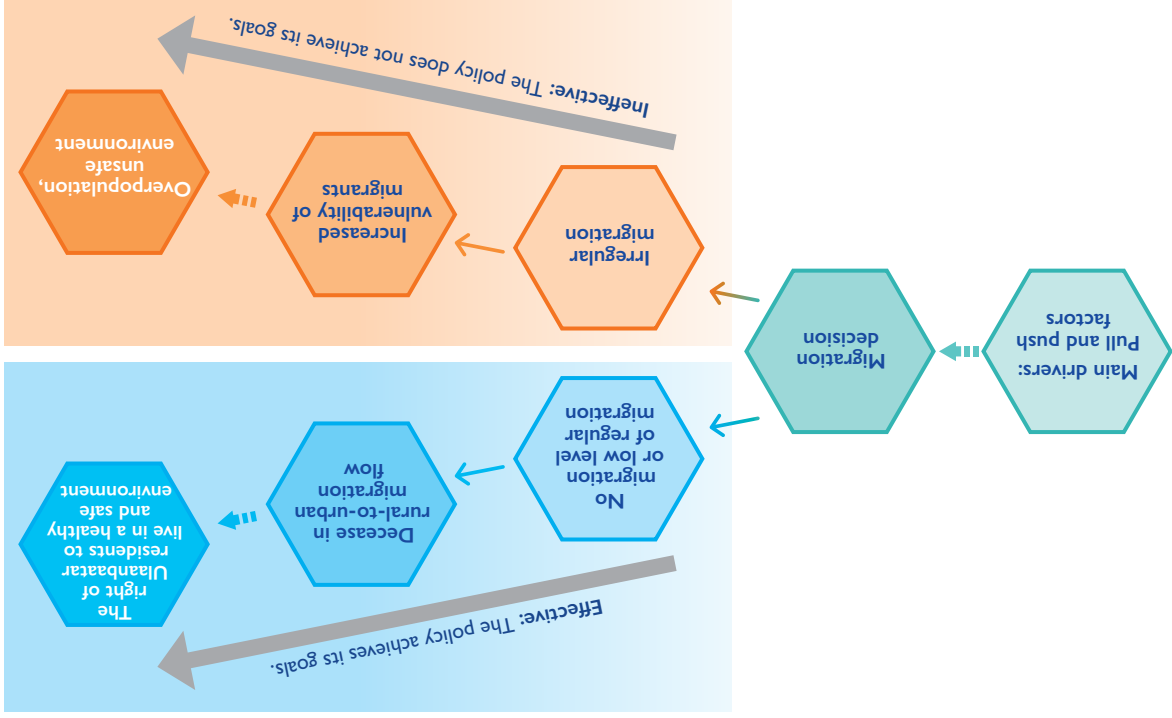 Main drivers:
Pull and push
factors
Migration
decision
Effective: The policy achieves its goals.
No
migration
or low level
of regular
migration
Decease in
rural-to-urban
migration
flow
The
right of
Ulaanbaatar
residents to
live in a healthy
and safe
environment
Irregular
migration
Increased
vulnerability of
migrants
Overpopulation,
unsafe
environment
Ineffective: The policy does not achieve its goals.